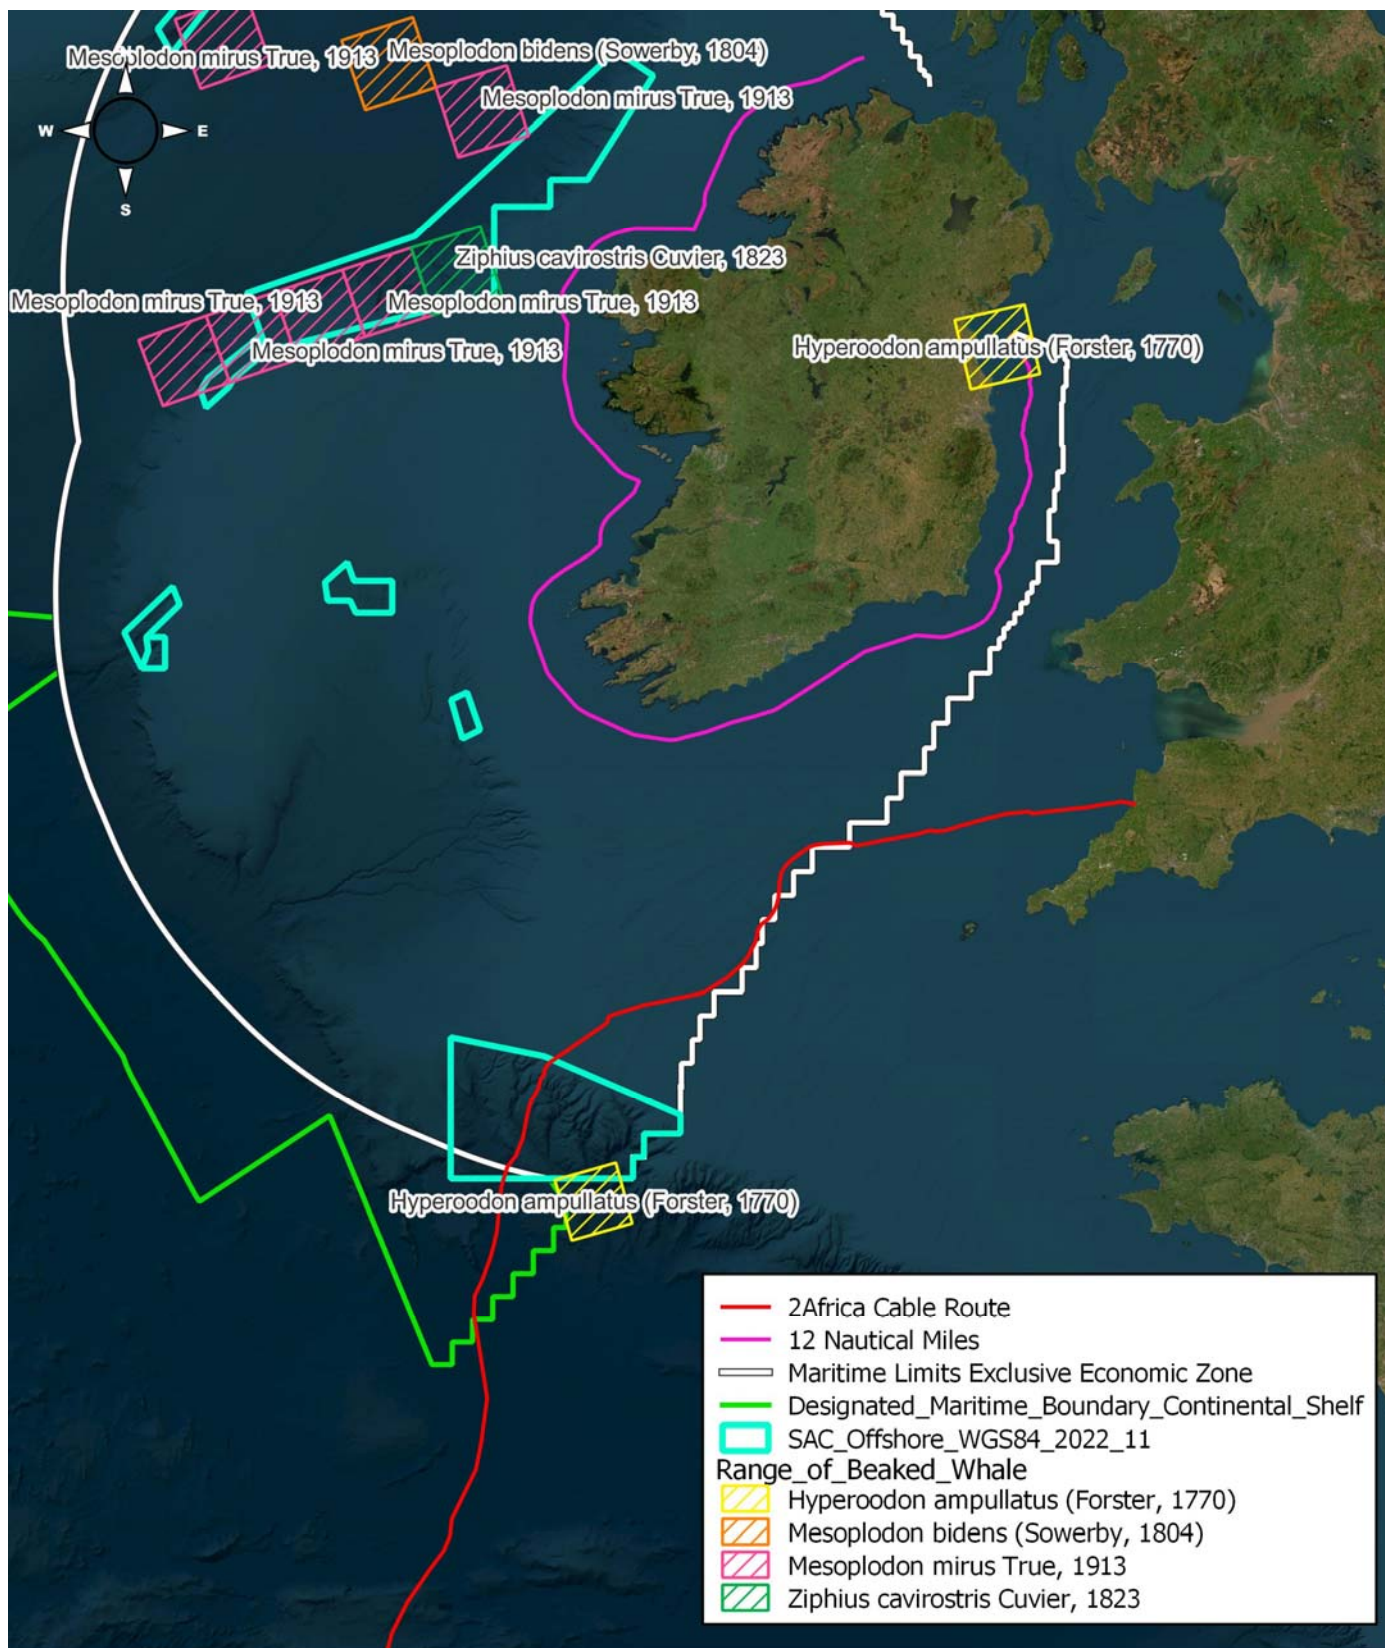 Mesoplodon mirus True, 1913
Mesoplodon bidens (Sowerby, 1804)
Mesoplodon mirus True, 1913
W
E
S
Ziphius cavirostris Cuvier, 1823
Mesoplodon mirus True, 1913
Mesoplodon mirus True, 1913
Mesoplodon mirus True, 1913
Hyperoodon ampullatus (Forster, 1770)
Hyperoodon ampullatus (Forster, 1770)
2Africa Cable Route
12 Nautical Miles
Maritime Limits Exclusive Economic Zone
Designated_Maritime_Boundary_Continental_Shelf
SAC_Offshore_WGS84_2022_11
Range_of_Beaked_Whale
Hyperoodon ampullatus (Forster, 1770)
Mesoplodon bidens (Sowerby, 1804)
Mesoplodon mirus True, 1913
Ziphius cavirostris Cuvier, 1823